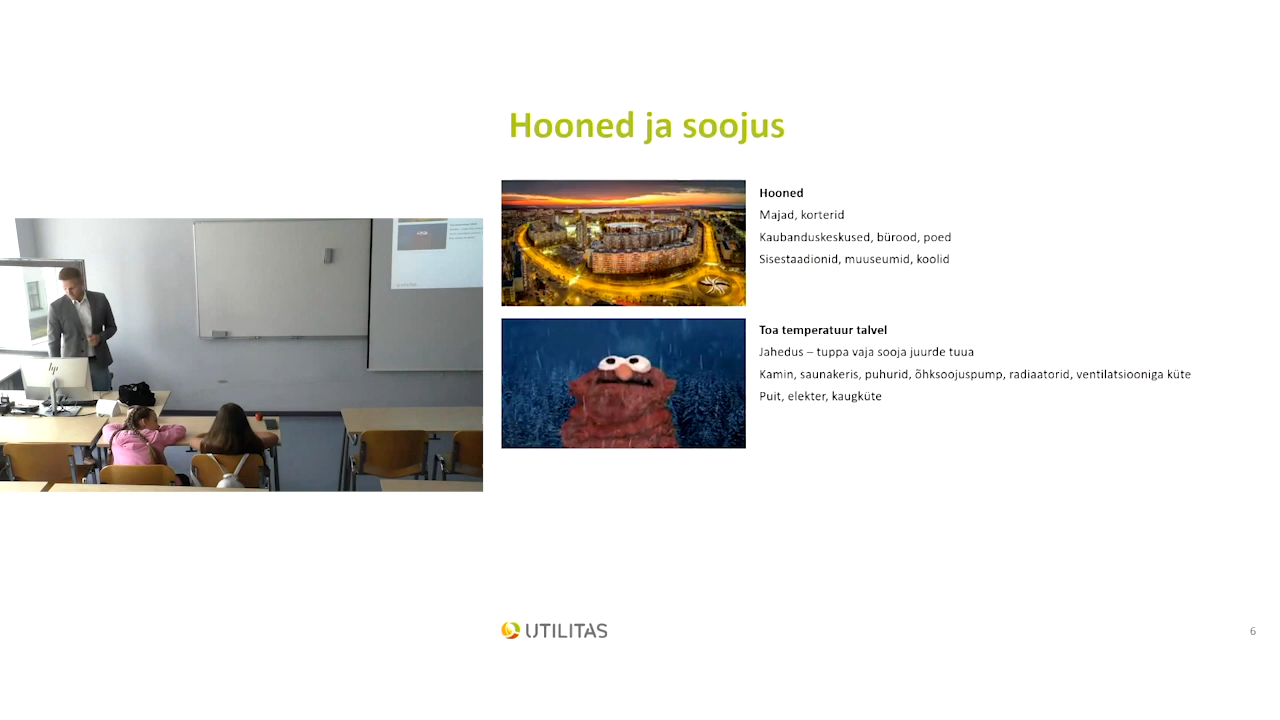 Hooned ja soojus
Hooned
Majad, korterid
Kaubanduskeskused, bürood, poed
Sisestaadionid, muuseumid, koolid
Toa temperatuur talvel
Jahedus – tuppa vaja sooja juurde tuua
Kamin, saunakeris, puhurid, õhksoojuspump, radiaatorid, ventilatsiooniga küte
Puit, elekter, kaugküte
hp
UTILITAS
6